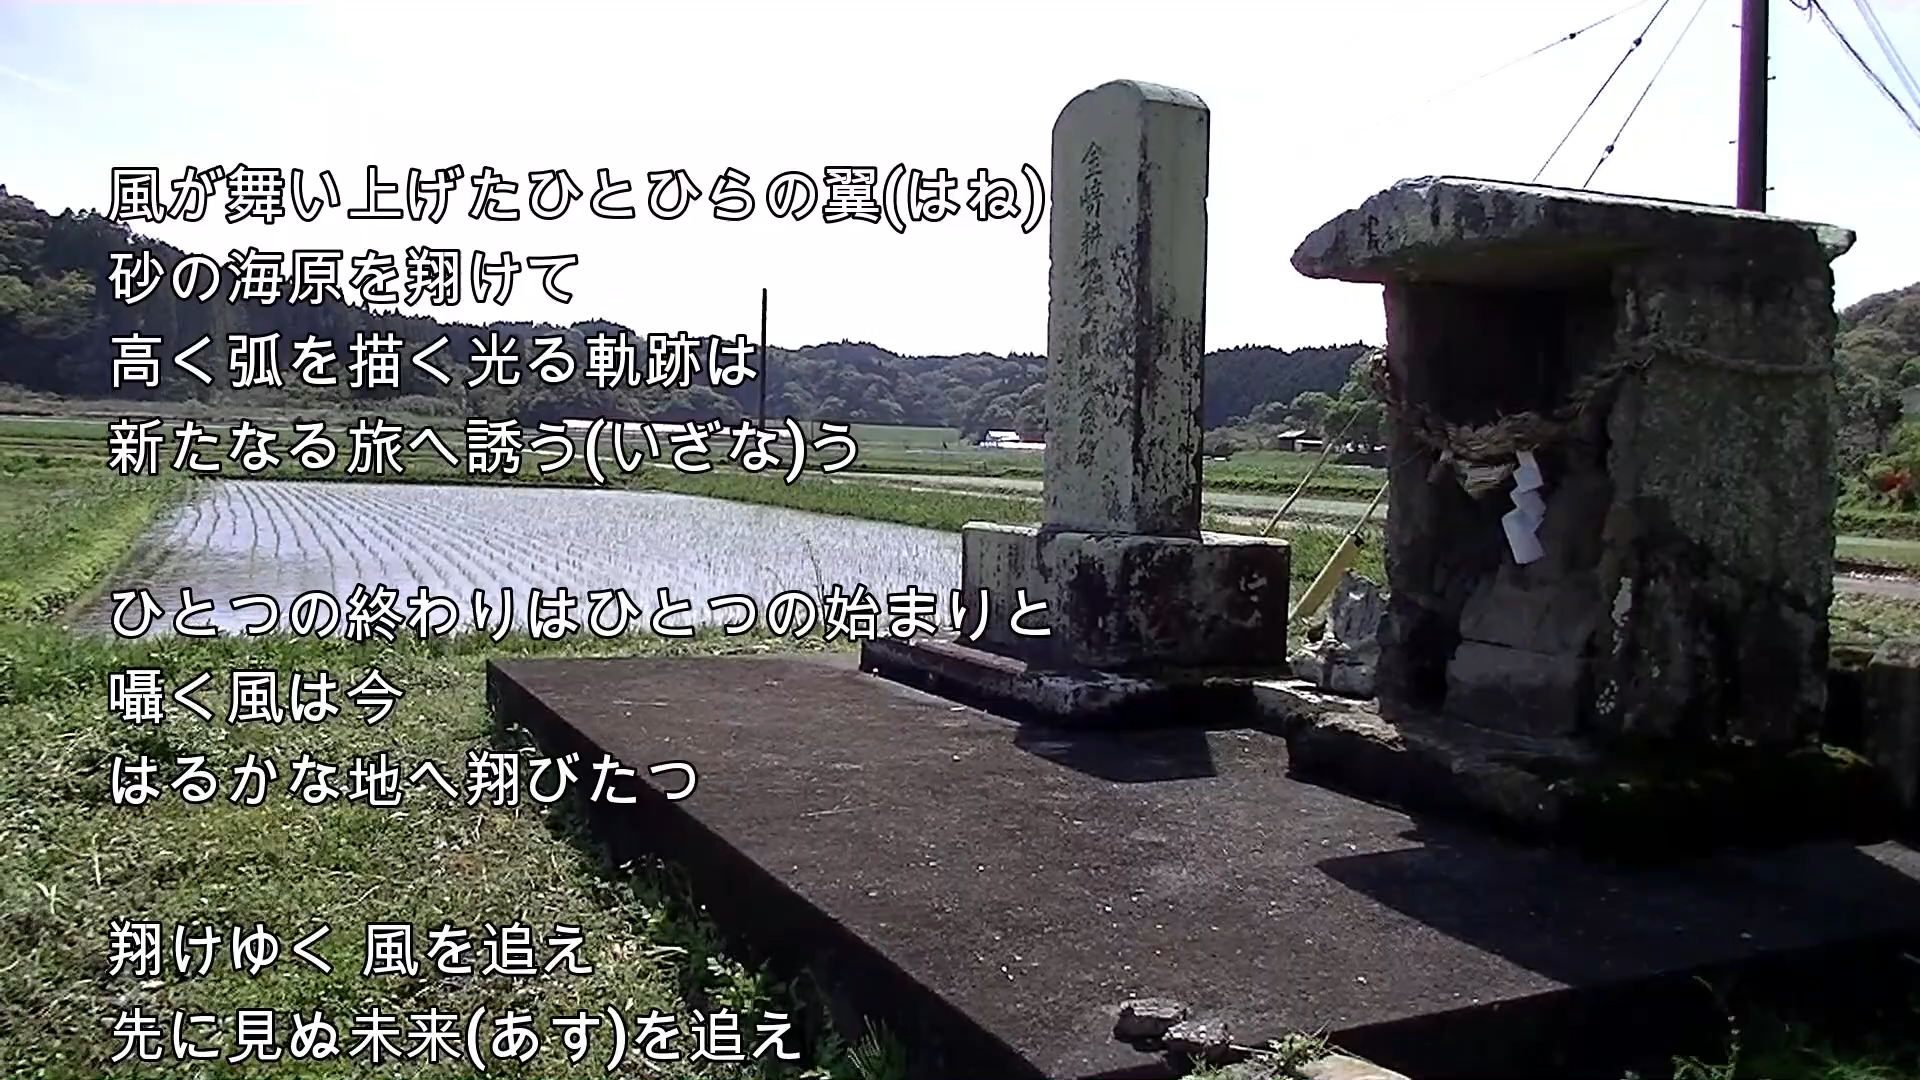 風が舞い上げたひとひらの翼(はね)
砂の海原を翔けて
高く弧を描く光る軌跡は
新たなる旅へ誘う(いざな)う
ひとつの終わりはひとつの始まりと
囁く風は今
はるかな地へ翔びたつ
翔けゆく 風を追え
先に見ぬ未来(あす)を追え